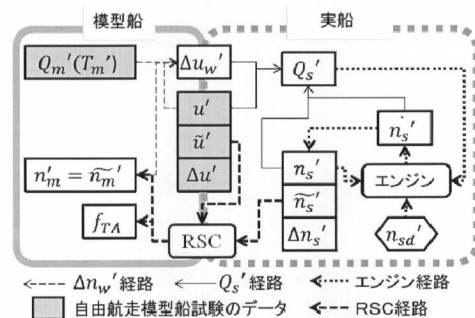 模型船
実船
Q_m'(T_m')
Δu_w'
Q_s'
u'
ũ'
Δu'
ṅ_s'
n_m' = ñ_m'
n_s'
ñ_s'
Δn_s'
エンジン
f_TA
RSC
n_sd'
Δn_w'経路
Q_s'経路
エンジン経路
自由航走模型船試験のデータ
RSC経路